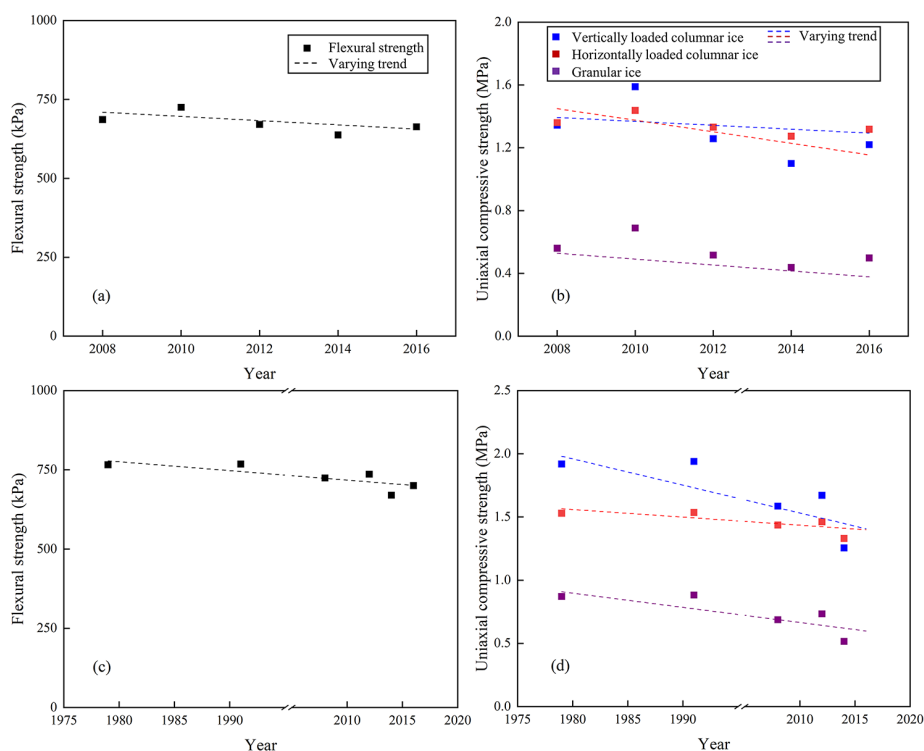 1000
750
500
250
0
Flexural strength (kPa)
Flexural strength
Varying trend
(a)
2008 2010 2012 2014 2016
Year
2.0
1.6
1.2
0.8
0.4
0.0
Uniaxial compressive strength (MPa)
Vertically loaded columnar ice
Varying trend
Horizontally loaded columnar ice
Granular ice
(b)
2008 2010 2012 2014 2016
Year
1000
750
500
250
0
Flexural strength (kPa)
(c)
1975 1980 1985 1990 2010 2015 2020
Year
2.5
2.0
1.5
1.0
0.5
0.0
Uniaxial compressive strength (MPa)
(d)
1975 1980 1985 1990 2010 2015 2020
Year